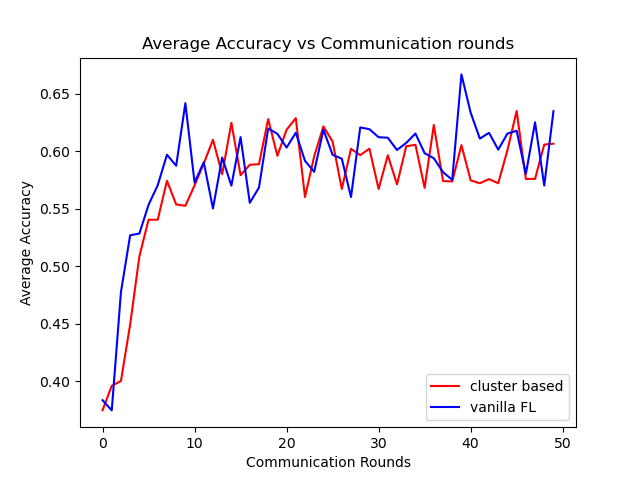 Average Accuracy vs Communication rounds
Average Accuracy
0.65
0.60
0.55
0.50
0.45
0.40
cluster based
vanilla FL
0 10 20 30 40 50
Communication Rounds